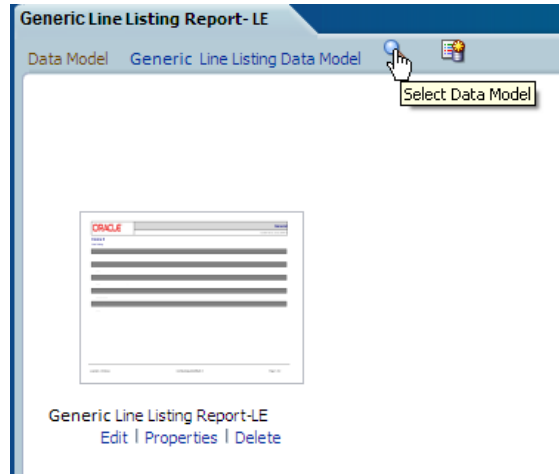 Generic Line Listing Report- LE
Data Model Generic Line Listing Data Model
Select Data Model
ORACLE
Generic Line Listing Report-LE
Edit | Properties | Delete